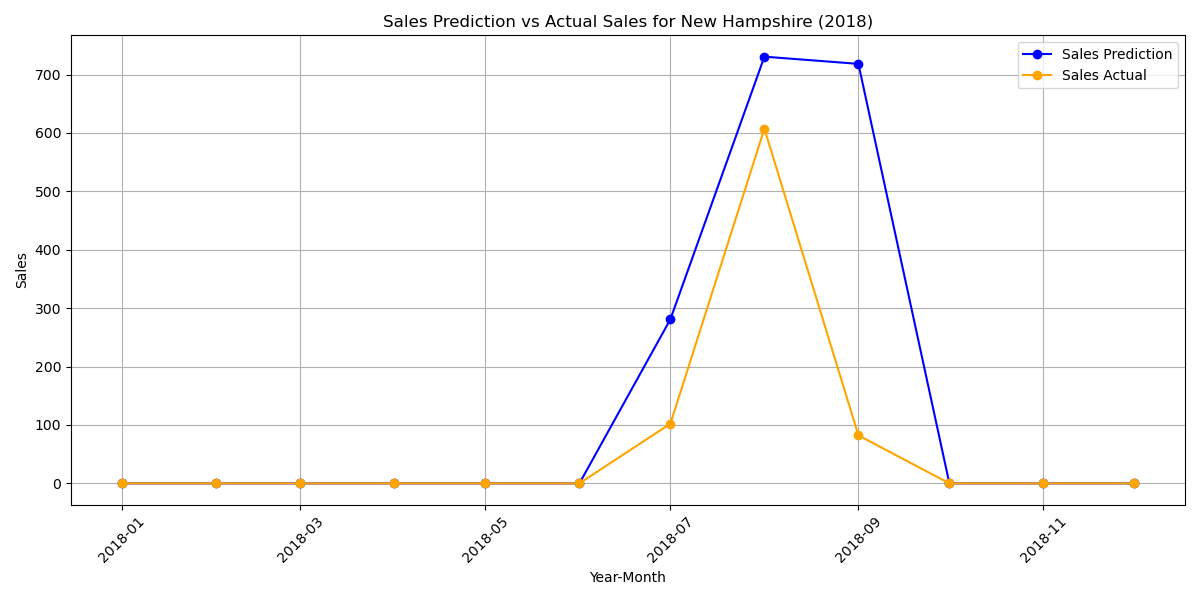 Sales Prediction vs Actual Sales for New Hampshire (2018)
Sales Prediction
Sales Actual
Sales
700
600
500
400
300
200
100
0
2018-01
2018-03
2018-05
2018-07
2018-09
2018-11
Year-Month